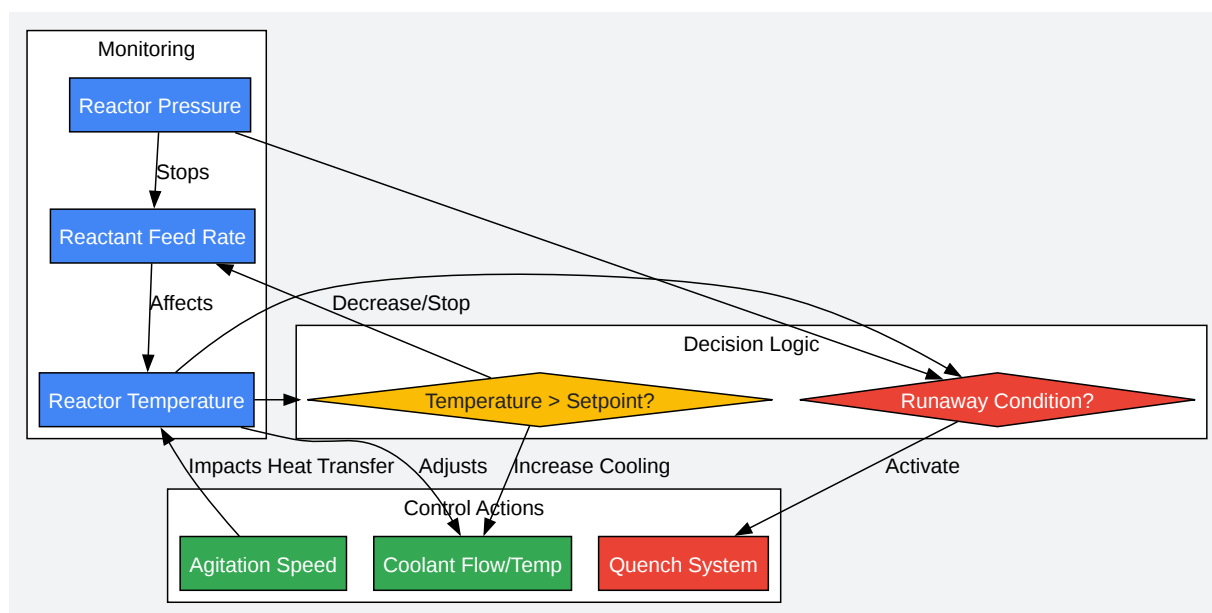 Monitoring
Reactor Pressure
Stops
Reactant Feed Rate
Affects
Decrease/Stop
Decision Logic
Reactor Temperature
Temperature > Setpoint?
Runaway Condition?
Impacts Heat Transfer
Adjusts
Increase Cooling
Activate
Control Actions
Agitation Speed
Coolant Flow/Temp
Quench System